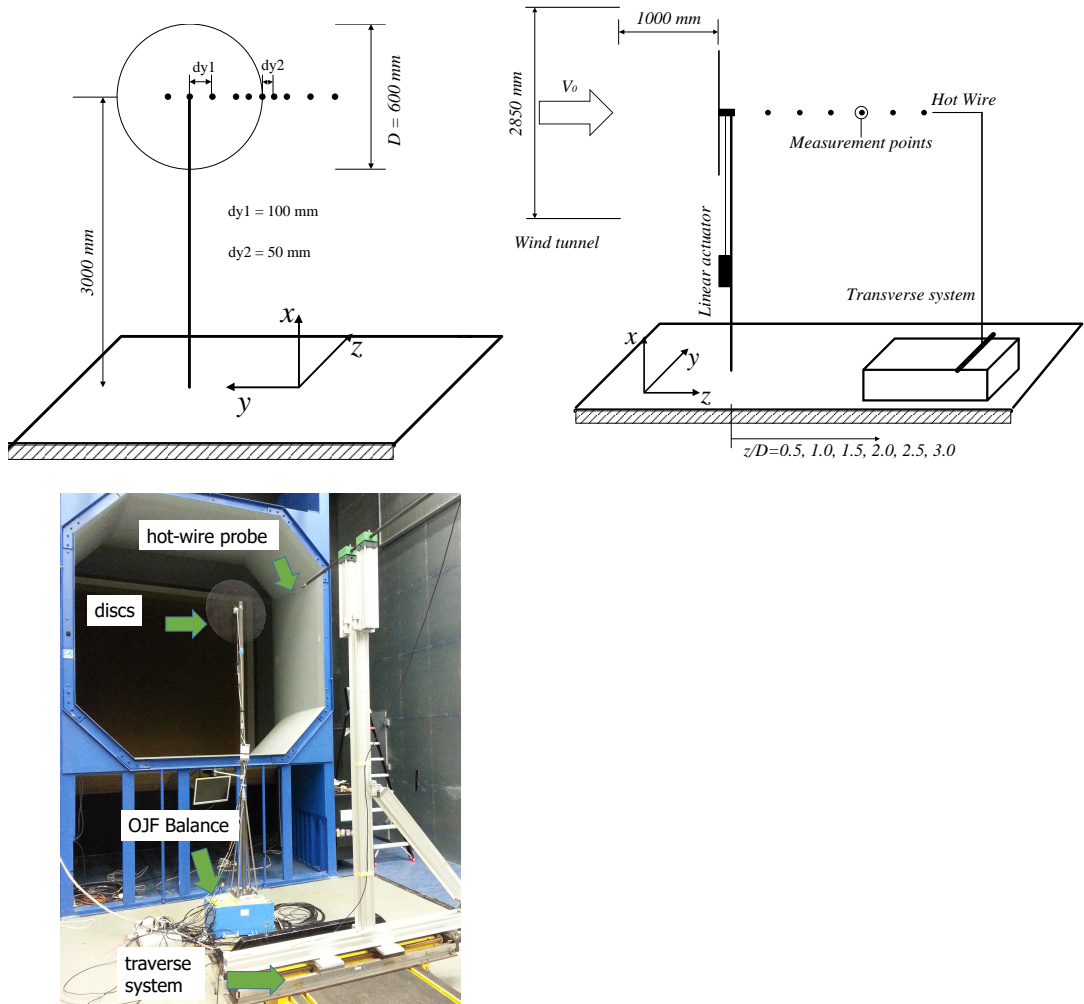 dy1
dy2
D = 600 mm
3000 mm
dy1 = 100 mm
dy2 = 50 mm
x
z
y
1000 mm
2850 mm
V₀
Hot Wire
Measurement points
Wind tunnel
Linear actuator
Transverse system
x
y
z
z/D=0.5, 1.0, 1.5, 2.0, 2.5, 3.0
hot-wire probe
discs
OJF Balance
traverse
system